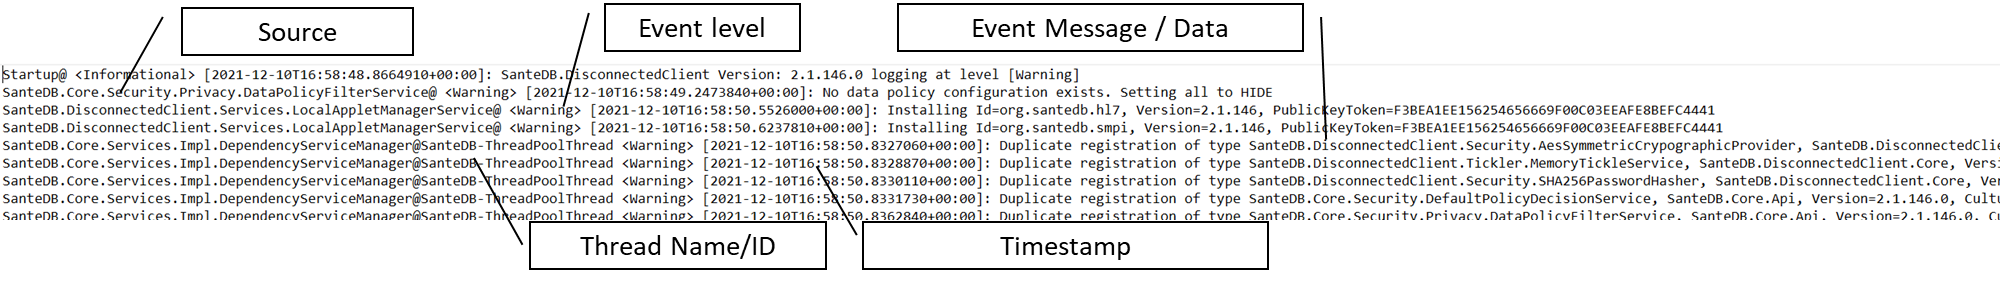 Source
Event level
Event Message / Data
Startup@ <Informational> [2021-12-10T16:58:48.8664910+00:00]: SanteDB.DisconnectedClient Version: 2.1.146.0 logging at level [Warning]
SanteDB.Core.Security.Privacy.DataPolicyFilterService@ <Warning> [2021-12-10T16:58:49.2473840+00:00]: No data policy configuration exists. Setting all to HIDE
SanteDB.DisconnectedClient.Services.LocalAppletManagerService@ <Warning> [2021-12-10T16:58:50.5526000+00:00]: Installing Id=org.santedb.hl7, Version=2.1.146, PublicKeyToken=F3BEA1EE156254656669F00C03EEAFE8BEFC4441
SanteDB.DisconnectedClient.Services.LocalAppletManagerService@ <Warning> [2021-12-10T16:58:50.6237810+00:00]: Installing Id=org.santedb.smpi, Version=2.1.146, PublicKeyToken=F3BEA1EE156254656669F00C03EEAFE8BEFC4441
SanteDB.Core.Services.Impl.DependencyServiceManager@SanteDB-ThreadPoolThread <Warning> [2021-12-10T16:58:50.8327060+00:00]: Duplicate registration of type SanteDB.DisconnectedClient.Security.AesSymmetricCrypographicProvider, SanteDB.DisconnectedClie
SanteDB.Core.Services.Impl.DependencyServiceManager@SanteDB-ThreadPoolThread <Warning> [2021-12-10T16:58:50.8328870+00:00]: Duplicate registration of type SanteDB.DisconnectedClient.Tickler.MemoryTickleService, SanteDB.DisconnectedClient.Core, Versi
SanteDB.Core.Services.Impl.DependencyServiceManager@SanteDB-ThreadPoolThread <Warning> [2021-12-10T16:58:50.8330110+00:00]: Duplicate registration of type SanteDB.DisconnectedClient.Security.SHA256PasswordHasher, SanteDB.DisconnectedClient.Core, Ver
SanteDB.Core.Services.Impl.DependencyServiceManager@SanteDB-ThreadPoolThread <Warning> [2021-12-10T16:58:50.8331730+00:00]: Duplicate registration of type SanteDB.Core.Security.DefaultPolicyDecisionService, SanteDB.Core.Api, Version=2.1.146.0, Cultu
SanteDB.Core.Services.Impl.DependencyServiceManager@SanteDB-ThreadPoolThread <Warning> [2021-12-10T16:58:50.8362840+00:00]: Duplicate registration of type SanteDB.Core.Security.Privacy.DataPolicyFilterService, SanteDB.Core.Api, Version=2.1.146.0, Cu
Thread Name/ID
Timestamp